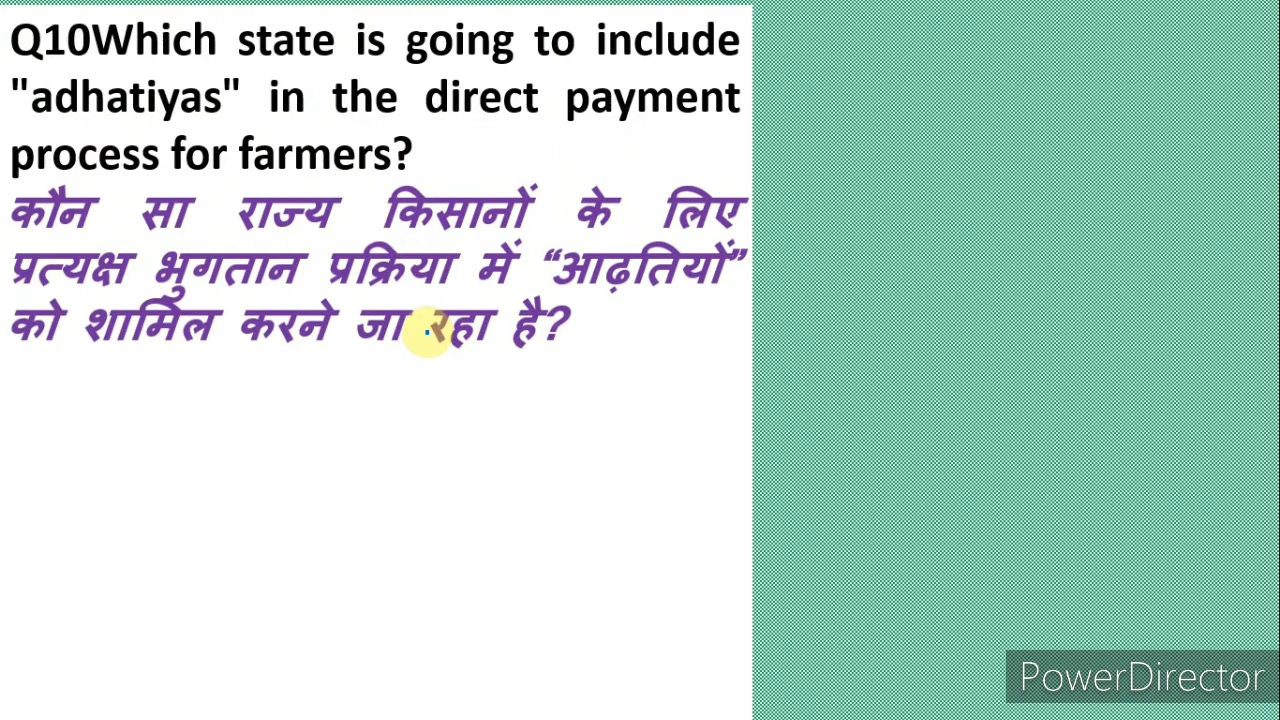 Q10Which state is going to include
"adhatiyas" in the direct payment
process for farmers?
कौन सा राज्य किसानों के लिए
प्रत्यक्ष भुगतान प्रक्रिया में “आढ़तियों”
को शामिल करने जा रहा है?
PowerDirector